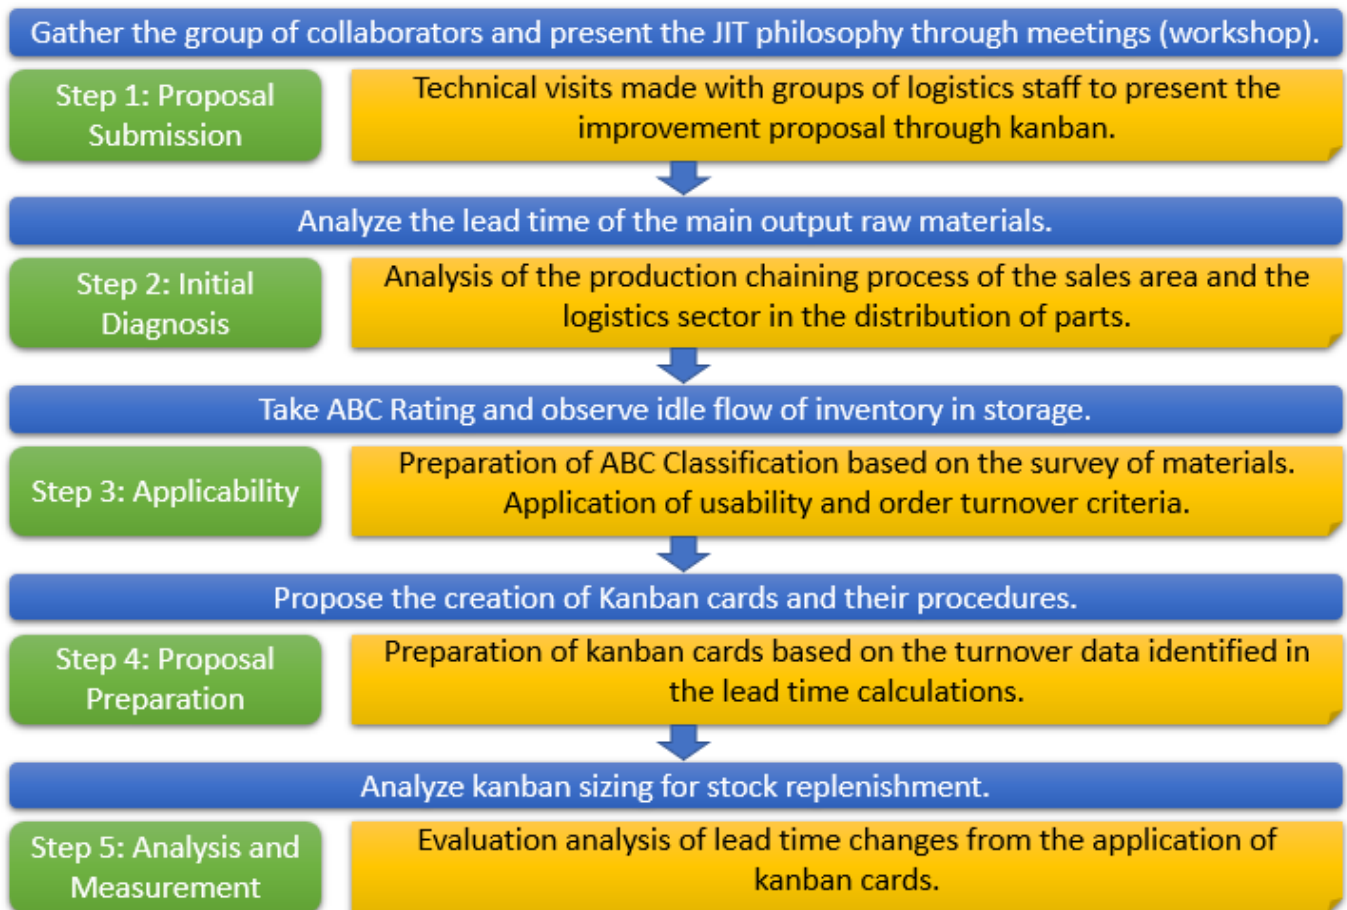 Gather the group of collaborators and present the JIT philosophy through meetings (workshop).
Step 1: Proposal
Submission
Technical visits made with groups of logistics staff to present the
improvement proposal through kanban.
Analyze the lead time of the main output raw materials.
Step 2: Initial
Diagnosis
Analysis of the production chaining process of the sales area and the
logistics sector in the distribution of parts.
Take ABC Rating and observe idle flow of inventory in storage.
Step 3: Applicability
Preparation of ABC Classification based on the survey of materials.
Application of usability and order turnover criteria.
Propose the creation of Kanban cards and their procedures.
Step 4: Proposal
Preparation
Preparation of kanban cards based on the turnover data identified in
the lead time calculations.
Analyze kanban sizing for stock replenishment.
Step 5: Analysis and
Measurement
Evaluation analysis of lead time changes from the application of
kanban cards.